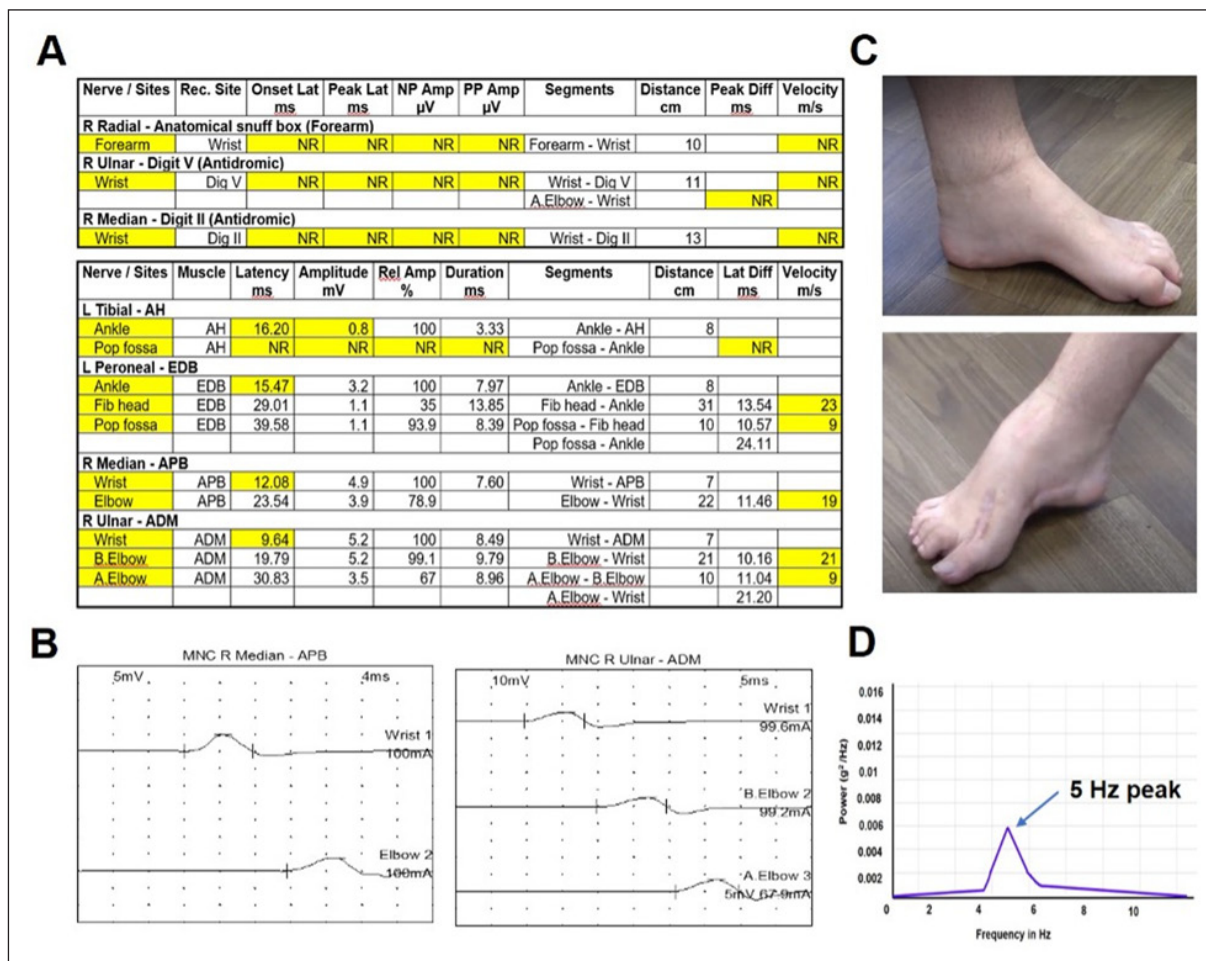 A
C
Nerve / Sites Rec. Site Onset Lat ms Peak Lat ms NP Amp µV PP Amp µV Segments Distance cm Peak Diff ms Velocity m/s
R Radial - Anatomical snuff box (Forearm)
Forearm Wrist NR NR NR NR Forearm - Wrist 10 NR
R Ulnar - Digit V (Antidromic)
Wrist Dig V NR NR NR NR Wrist - Dig V 11 NR
A.Elbow - Wrist NR
R Median - Digit II (Antidromic)
Wrist Dig II NR NR NR NR Wrist - Dig II 13 NR
Nerve / Sites Muscle Latency ms Amplitude mV Rel Amp % Duration ms Segments Distance cm Lat Diff ms Velocity m/s
L Tibial - AH
Ankle AH 16.20 0.8 100 3.33 Ankle - AH 8
Pop fossa AH NR NR NR NR Pop fossa - Ankle NR
L Peroneal - EDB
Ankle EDB 15.47 3.2 100 7.97 Ankle - EDB 8
Fib head EDB 29.01 1.1 35 13.85 Fib head - Ankle 31 13.54 23
Pop fossa EDB 39.58 1.1 93.9 8.39 Pop fossa - Fib head 10 10.57 9
Pop fossa - Ankle 24.11
R Median - APB
Wrist APB 12.08 4.9 100 7.60 Wrist - APB 7
Elbow APB 23.54 3.9 78.9 Elbow - Wrist 22 11.46 19
R Ulnar - ADM
Wrist ADM 9.64 5.2 100 8.49 Wrist - ADM 7
B.Elbow ADM 19.79 5.2 99.1 9.79 B.Elbow - Wrist 21 10.16 21
A.Elbow ADM 30.83 3.5 67 8.96 A.Elbow - B.Elbow 10 11.04 9
A.Elbow - Wrist 21.20
B
MNC R Median - APB
5mV 4ms
Wrist 1
100mA
Elbow 2
100mA
MNC R Ulnar - ADM
10mV 5ms
Wrist 1
99.6mA
B.Elbow 2
99.2mA
A.Elbow 3
5mV 67.9mA
D
0.016
0.014
0.012
0.01
0.008
0.006
0.004
0.002
Power (g²/Hz)
5 Hz peak
0 2 4 6 8 10
Frequency in Hz